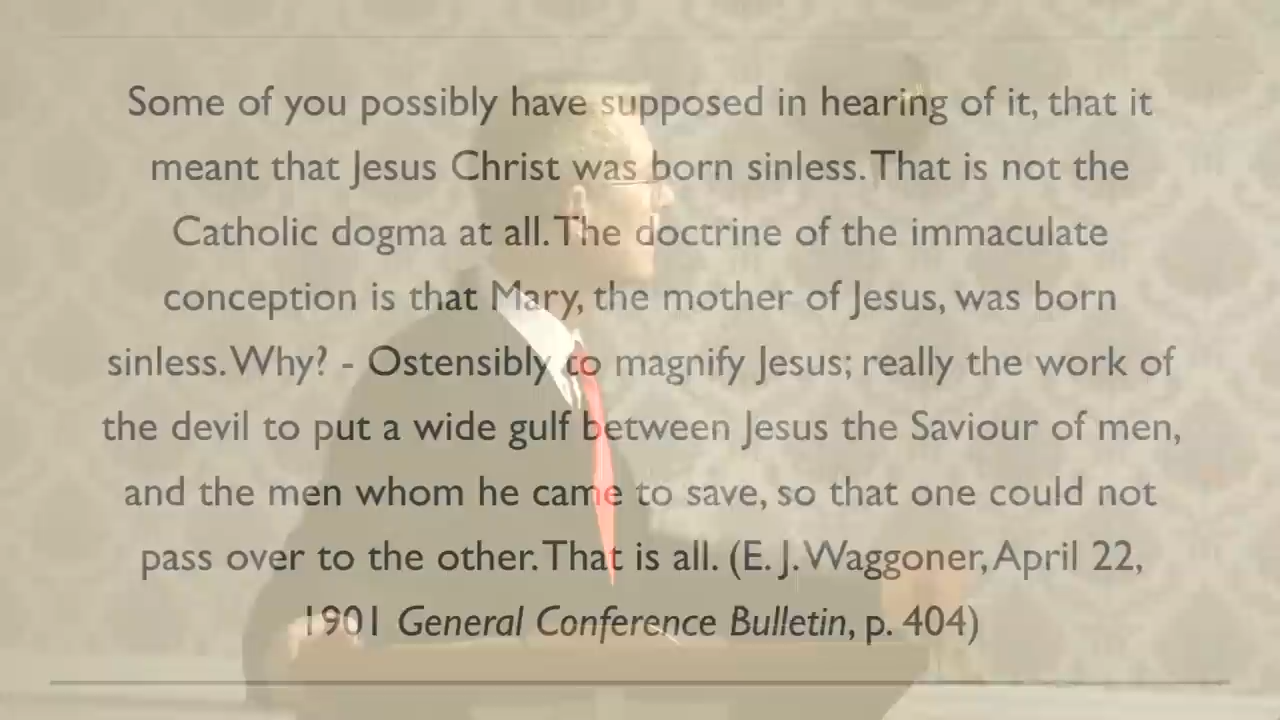 Some of you possibly have supposed in hearing of it, that it
meant that Jesus Christ was born sinless. That is not the
Catholic dogma at all. The doctrine of the immaculate
conception is that Mary, the mother of Jesus, was born
sinless. Why? - Ostensibly to magnify Jesus; really the work of
the devil to put a wide gulf between Jesus the Saviour of men,
and the men whom he came to save, so that one could not
pass over to the other. That is all. (E. J. Waggoner, April 22,
1901 General Conference Bulletin, p. 404)